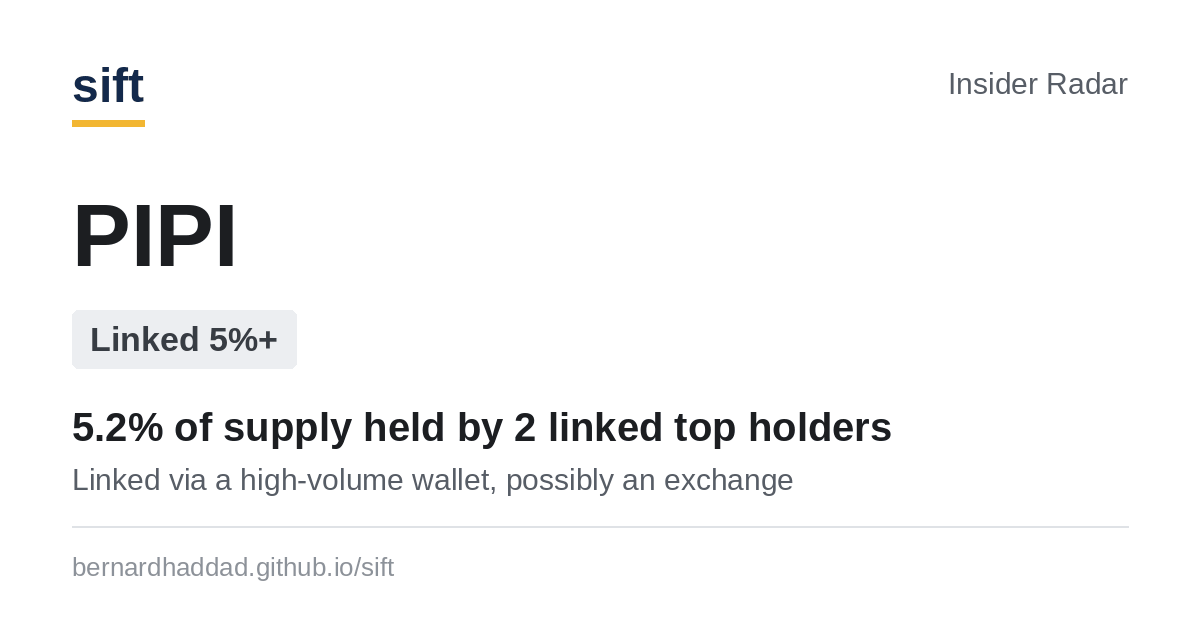 sift
Insider Radar
PIPI
Linked 5%+
5.2% of supply held by 2 linked top holders
Linked via a high-volume wallet, possibly an exchange
bernardhaddad.github.io/sift